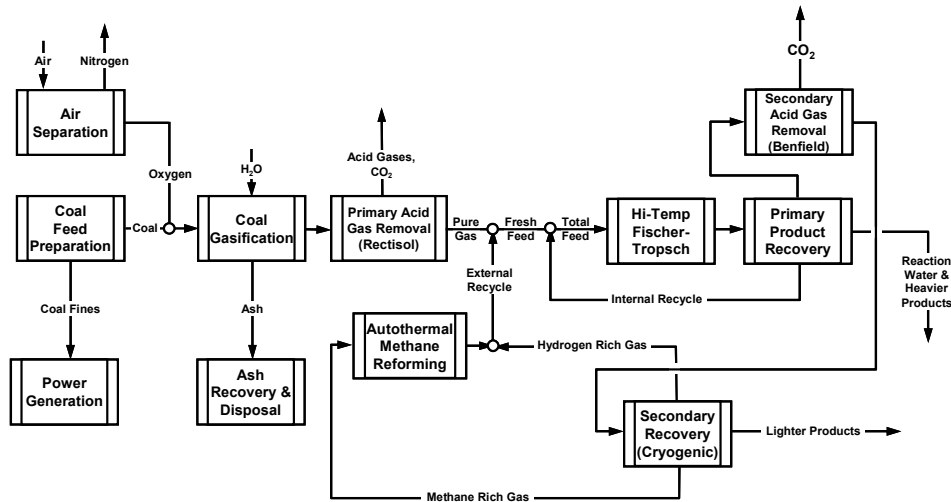 Air
Nitrogen
CO2
Air
Separation
Secondary
Acid Gas
Removal
(Benfield)
Oxygen
H2O
Acid Gases,
CO2
Coal
Feed
Preparation
Coal
Coal
Gasification
Primary Acid
Gas Removal
(Rectisol)
Pure
Gas
Fresh
Feed
Total
Feed
Hi-Temp
Fischer-
Tropsch
Primary
Product
Recovery
External
Recycle
Internal Recycle
Reaction
Water &
Heavier
Products
Coal Fines
Ash
Autothermal
Methane
Reforming
Hydrogen Rich Gas
Power
Generation
Ash
Recovery &
Disposal
Secondary
Recovery
(Cryogenic)
Lighter Products
Methane Rich Gas